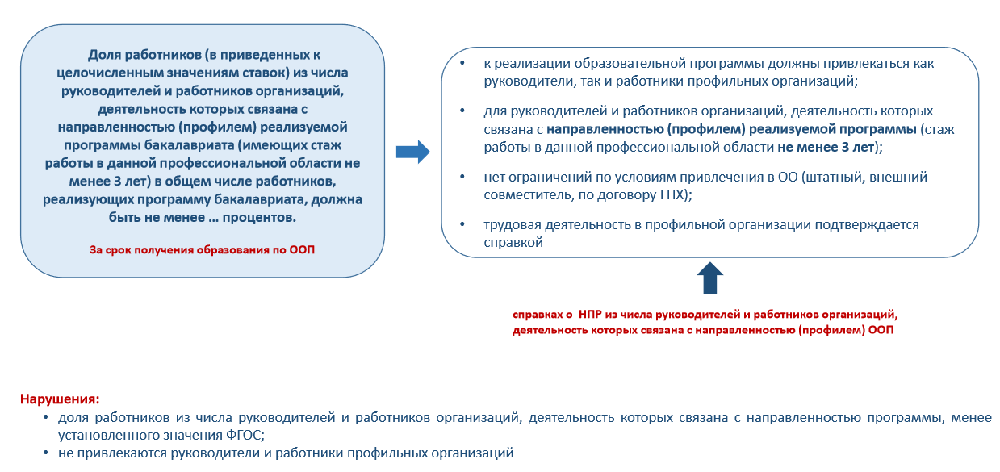 Доля работников (в приведенных к
целочисленным значениям ставок) из числа
руководителей и работников организаций,
деятельность которых связана с
направленностью (профилем) реализуемой
программы бакалавриата (имеющих стаж
работы в данной профессиональной области не
менее 3 лет) в общем числе работников,
реализующих программу бакалавриата, должна
быть не менее ... процентов.
За срок получения образования по ООП
• к реализации образовательной программы должны привлекаться как
руководители, так и работники профильных организаций;
• для руководителей и работников организаций, деятельность которых
связана с направленностью (профилем) реализуемой программы (стаж
работы в данной профессиональной области не менее 3 лет);
• нет ограничений по условиям привлечения в ОО (штатный, внешний
совместитель, по договору ГПХ);
• трудовая деятельность в профильной организации подтверждается
справкой
справках о НПР из числа руководителей и работников организаций,
деятельность которых связана с направленностью (профилем) ООП
Нарушения:
• доля работников из числа руководителей и работников организаций, деятельность которых связана с направленностью программы, менее
установленного значения ФГОС;
• не привлекаются руководители и работники профильных организаций